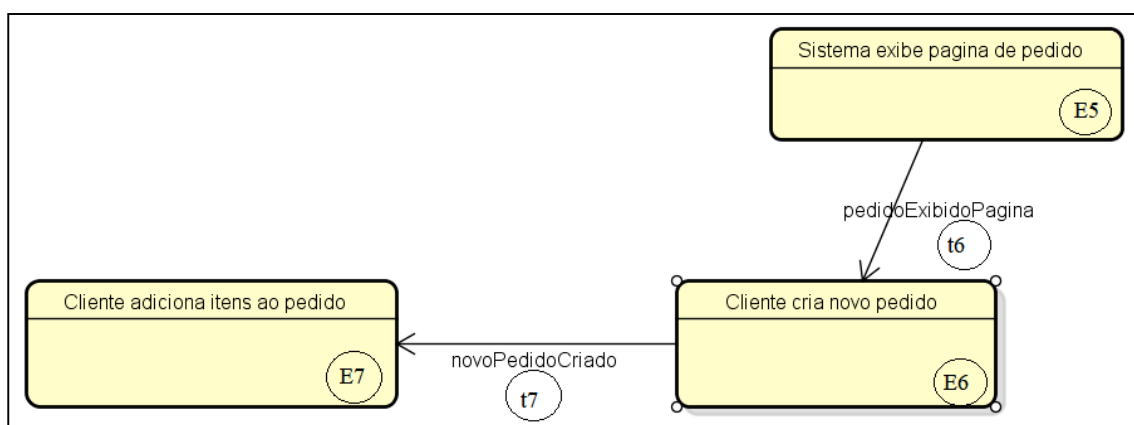 Sistema exibe pagina de pedido
E5
pedidoExibidoPagina
t6
Cliente adiciona itens ao pedido
E7
novoPedidoCriado
t7
Cliente cria novo pedido
E6